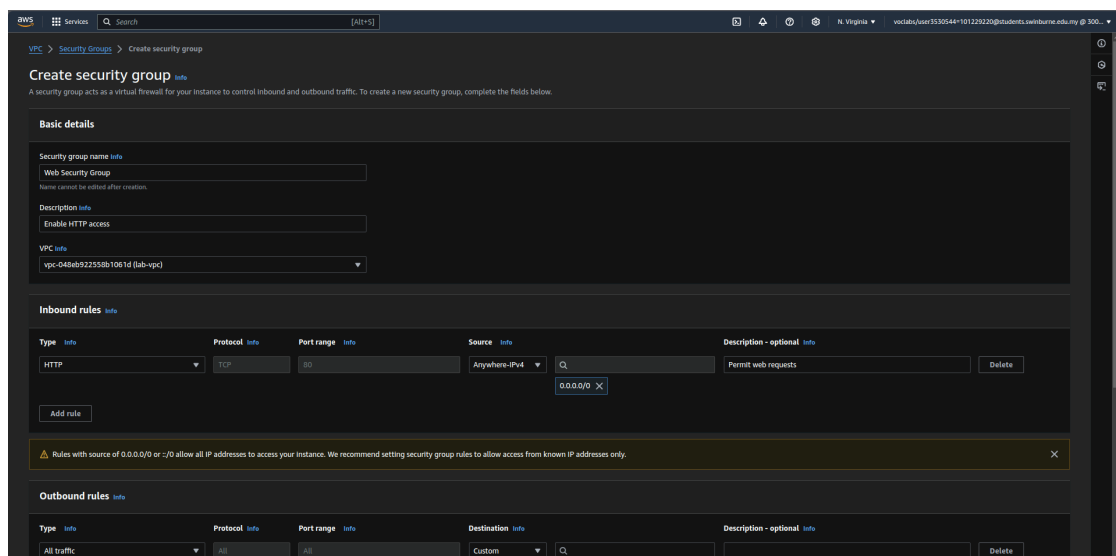 aws Services Search [Alt+S] N. Virginia voclabs/user3530544=101229220@students.swinburne.edu.my @ 300...
VPC > Security Groups > Create security group
Create security group Info
A security group acts as a virtual firewall for your instance to control inbound and outbound traffic. To create a new security group, complete the fields below.
Basic details
Security group name Info
Web Security Group
Name cannot be edited after creation.
Description Info
Enable HTTP access
VPC Info
vpc-048eb922558b1061d (lab-vpc)
Inbound rules Info
Type Info Protocol Info Port range Info Source Info Description - optional Info
HTTP TCP 80 Anywhere-IPv4 Permit web requests Delete
0.0.0.0/0
Add rule
Rules with source of 0.0.0.0/0 or ::/0 allow all IP addresses to access your instance. We recommend setting security group rules to allow access from known IP addresses only.
Outbound rules Info
Type Info Protocol Info Port range Info Destination Info Description - optional Info
All traffic All All Custom Delete